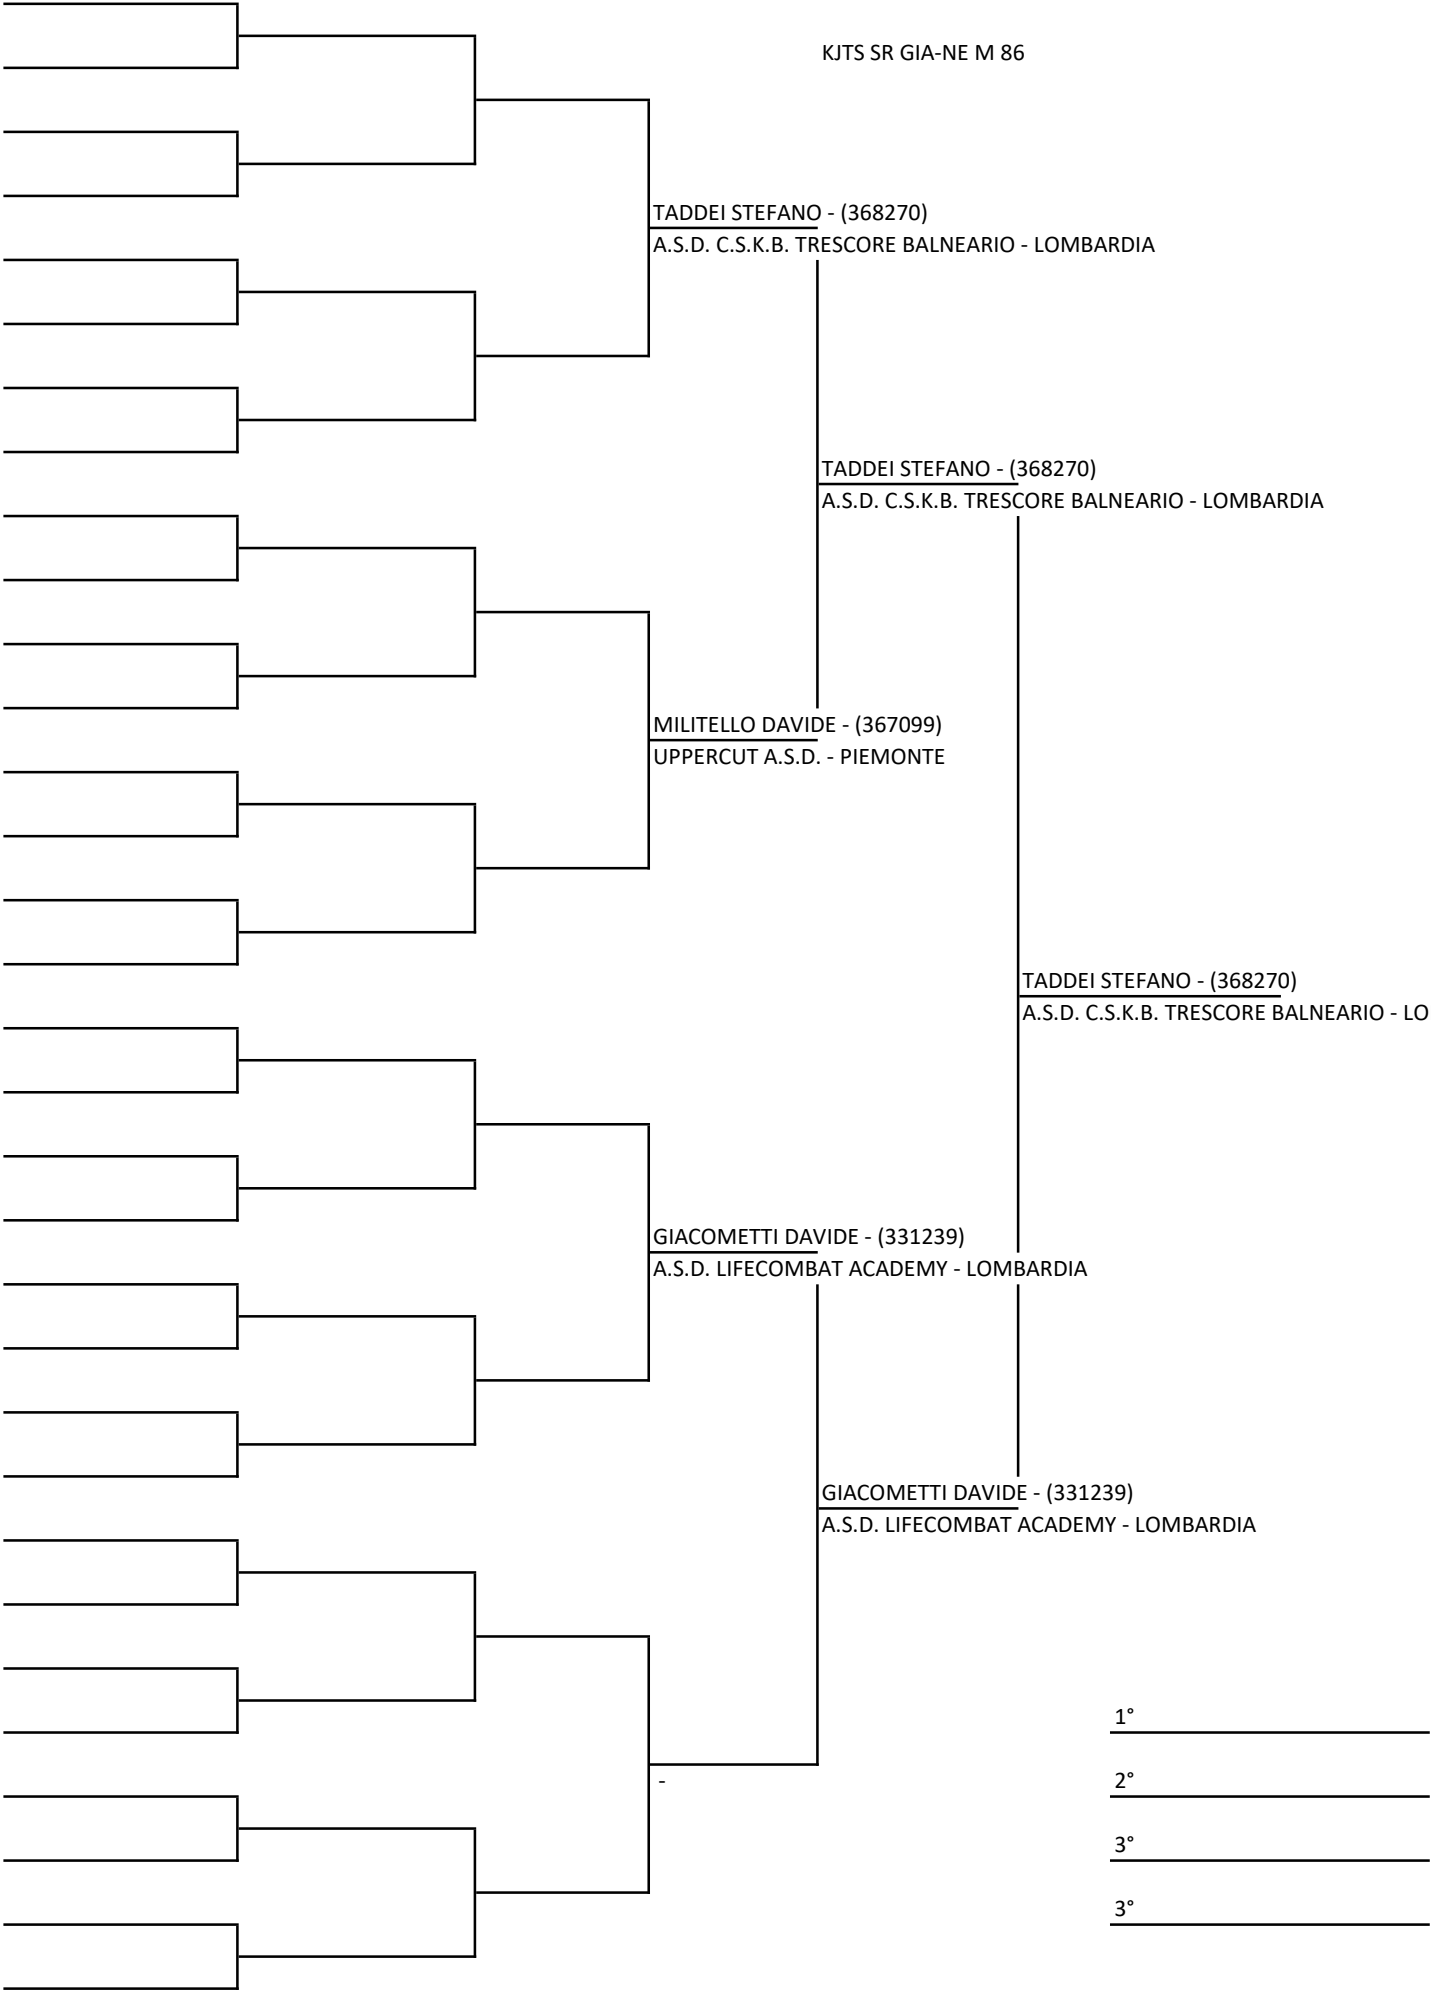 KJTS SR GIA-NE M 86
TADDEI STEFANO - (368270)
A.S.D. C.S.K.B. TRESCORE BALNEARIO - LOMBARDIA
TADDEI STEFANO - (368270)
A.S.D. C.S.K.B. TRESCORE BALNEARIO - LOMBARDIA
MILITELLO DAVIDE - (367099)
UPPERCUT A.S.D. - PIEMONTE
TADDEI STEFANO - (368270)
A.S.D. C.S.K.B. TRESCORE BALNEARIO - LO
GIACOMETTI DAVIDE - (331239)
A.S.D. LIFECOMBAT ACADEMY - LOMBARDIA
GIACOMETTI DAVIDE - (331239)
A.S.D. LIFECOMBAT ACADEMY - LOMBARDIA
1°
-
2°
3°
3°